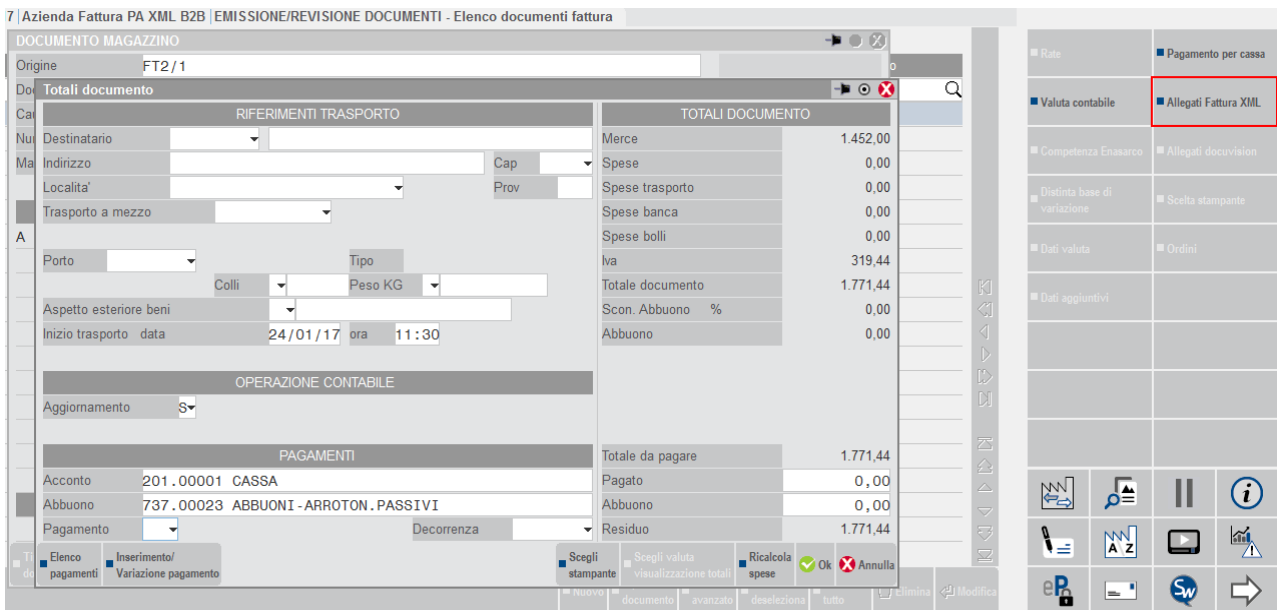 7 | Azienda Fattura PA XML B2B | EMISSIONE/REVISIONE DOCUMENTI - Elenco documenti fattura
DOCUMENTO MAGAZZINO
Origine FT2/1
Totali documento
RIFERIMENTI TRASPORTO TOTALI DOCUMENTO
Destinatario Merce 1.452,00
Indirizzo Cap Spese 0,00
Localita' Prov Spese trasporto 0,00
Trasporto a mezzo Spese banca 0,00
A Spese bolli 0,00
Porto Tipo Iva 319,44
Colli Peso KG Totale documento 1.771,44
Aspetto esteriore beni Scon. Abbuono % 0,00
Inizio trasporto data 24/01/17 ora 11:30 Abbuono 0,00
OPERAZIONE CONTABILE
Aggiornamento S
PAGAMENTI Totale da pagare 1.771,44
Acconto 201.00001 CASSA Pagato 0,00
Abbuono 737.00023 ABBUONI-ARROTON.PASSIVI Abbuono 0,00
Pagamento Decorrenza Residuo 1.771,44
Elenco pagamenti
Inserimento/
Variazione pagamento
Scegli
stampante
Scegli valuta
visualizzazione totali
Ricalcola
spese
Ok
Annulla
Nuovo documento avanzato deseleziona tutto Elimina Modifica
Rate Pagamento per cassa
Valuta contabile Allegati Fattura XML
Competenza Enasarco Allegati docuvision
Distinta base di
variazione
Scelta stampante
Dati valuta Ordini
Dati aggiuntivi
A Z
eP
Sw